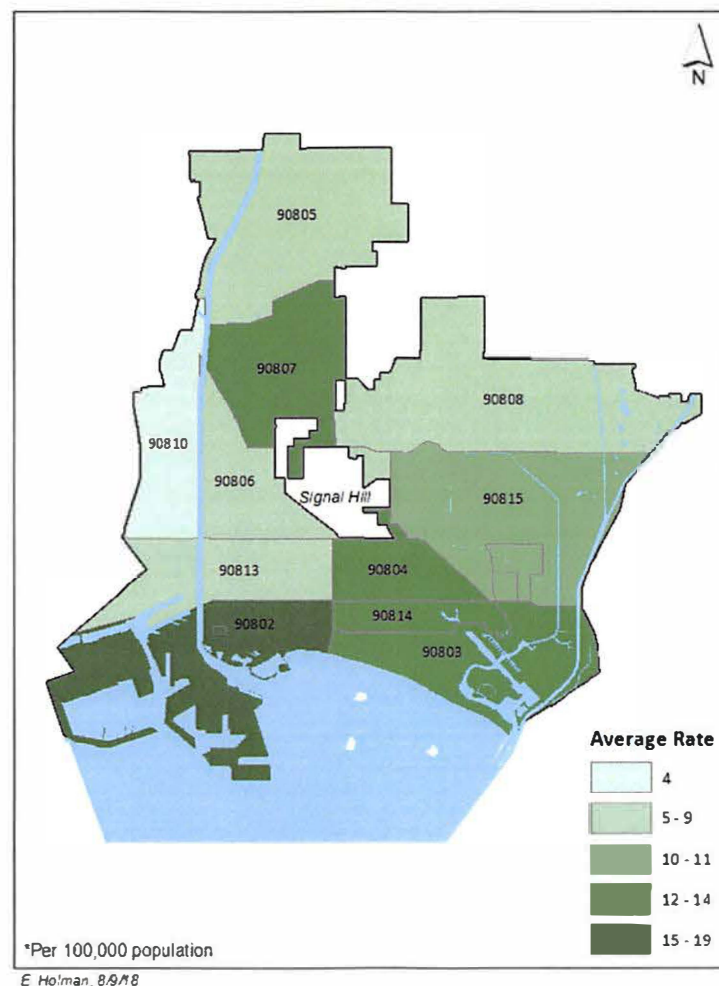 N
90805
90807
90808
90810
90806
Signal Hill
90815
90813
90804
90802
90814
90803
Average Rate
4
5 - 9
10 - 11
12 - 14
15 - 19
*Per 100,000 population
E. Holman, 8/9/18